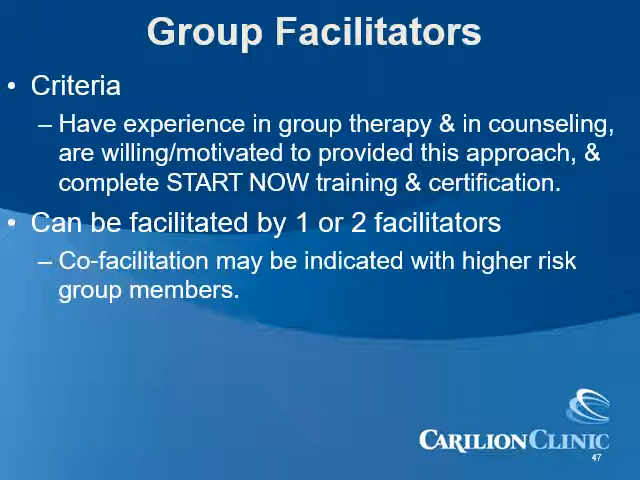 Group Facilitators
• Criteria
– Have experience in group therapy & in counseling,
are willing/motivated to provided this approach, &
complete START NOW training & certification.
• Can be facilitated by 1 or 2 facilitators
– Co-facilitation may be indicated with higher risk
group members.
CARILION CLINIC
47